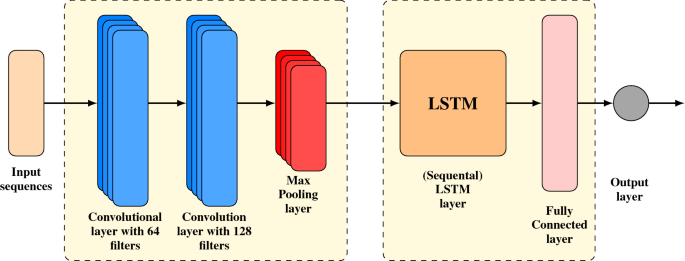 Input
sequences
Convolutional
layer with 64
filters
Convolution
layer with 128
filters
Max
Pooling
layer
LSTM
(Sequential)
LSTM
layer
Fully
Connected
layer
Output
layer